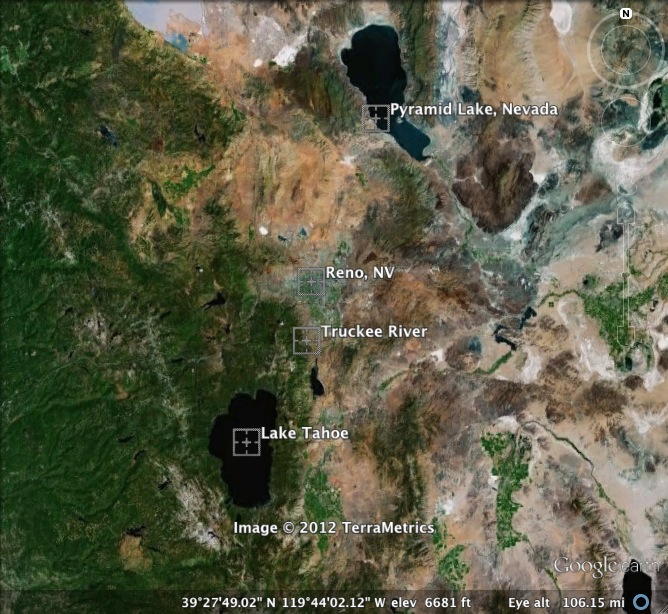 N
Pyramid Lake, Nevada
Reno, NV
Truckee River
Lake Tahoe
Image © 2012 TerraMetrics
Google earth
39°27'49.02" N 119°44'02.12" W elev 6681 ft Eye alt 106.15 mi